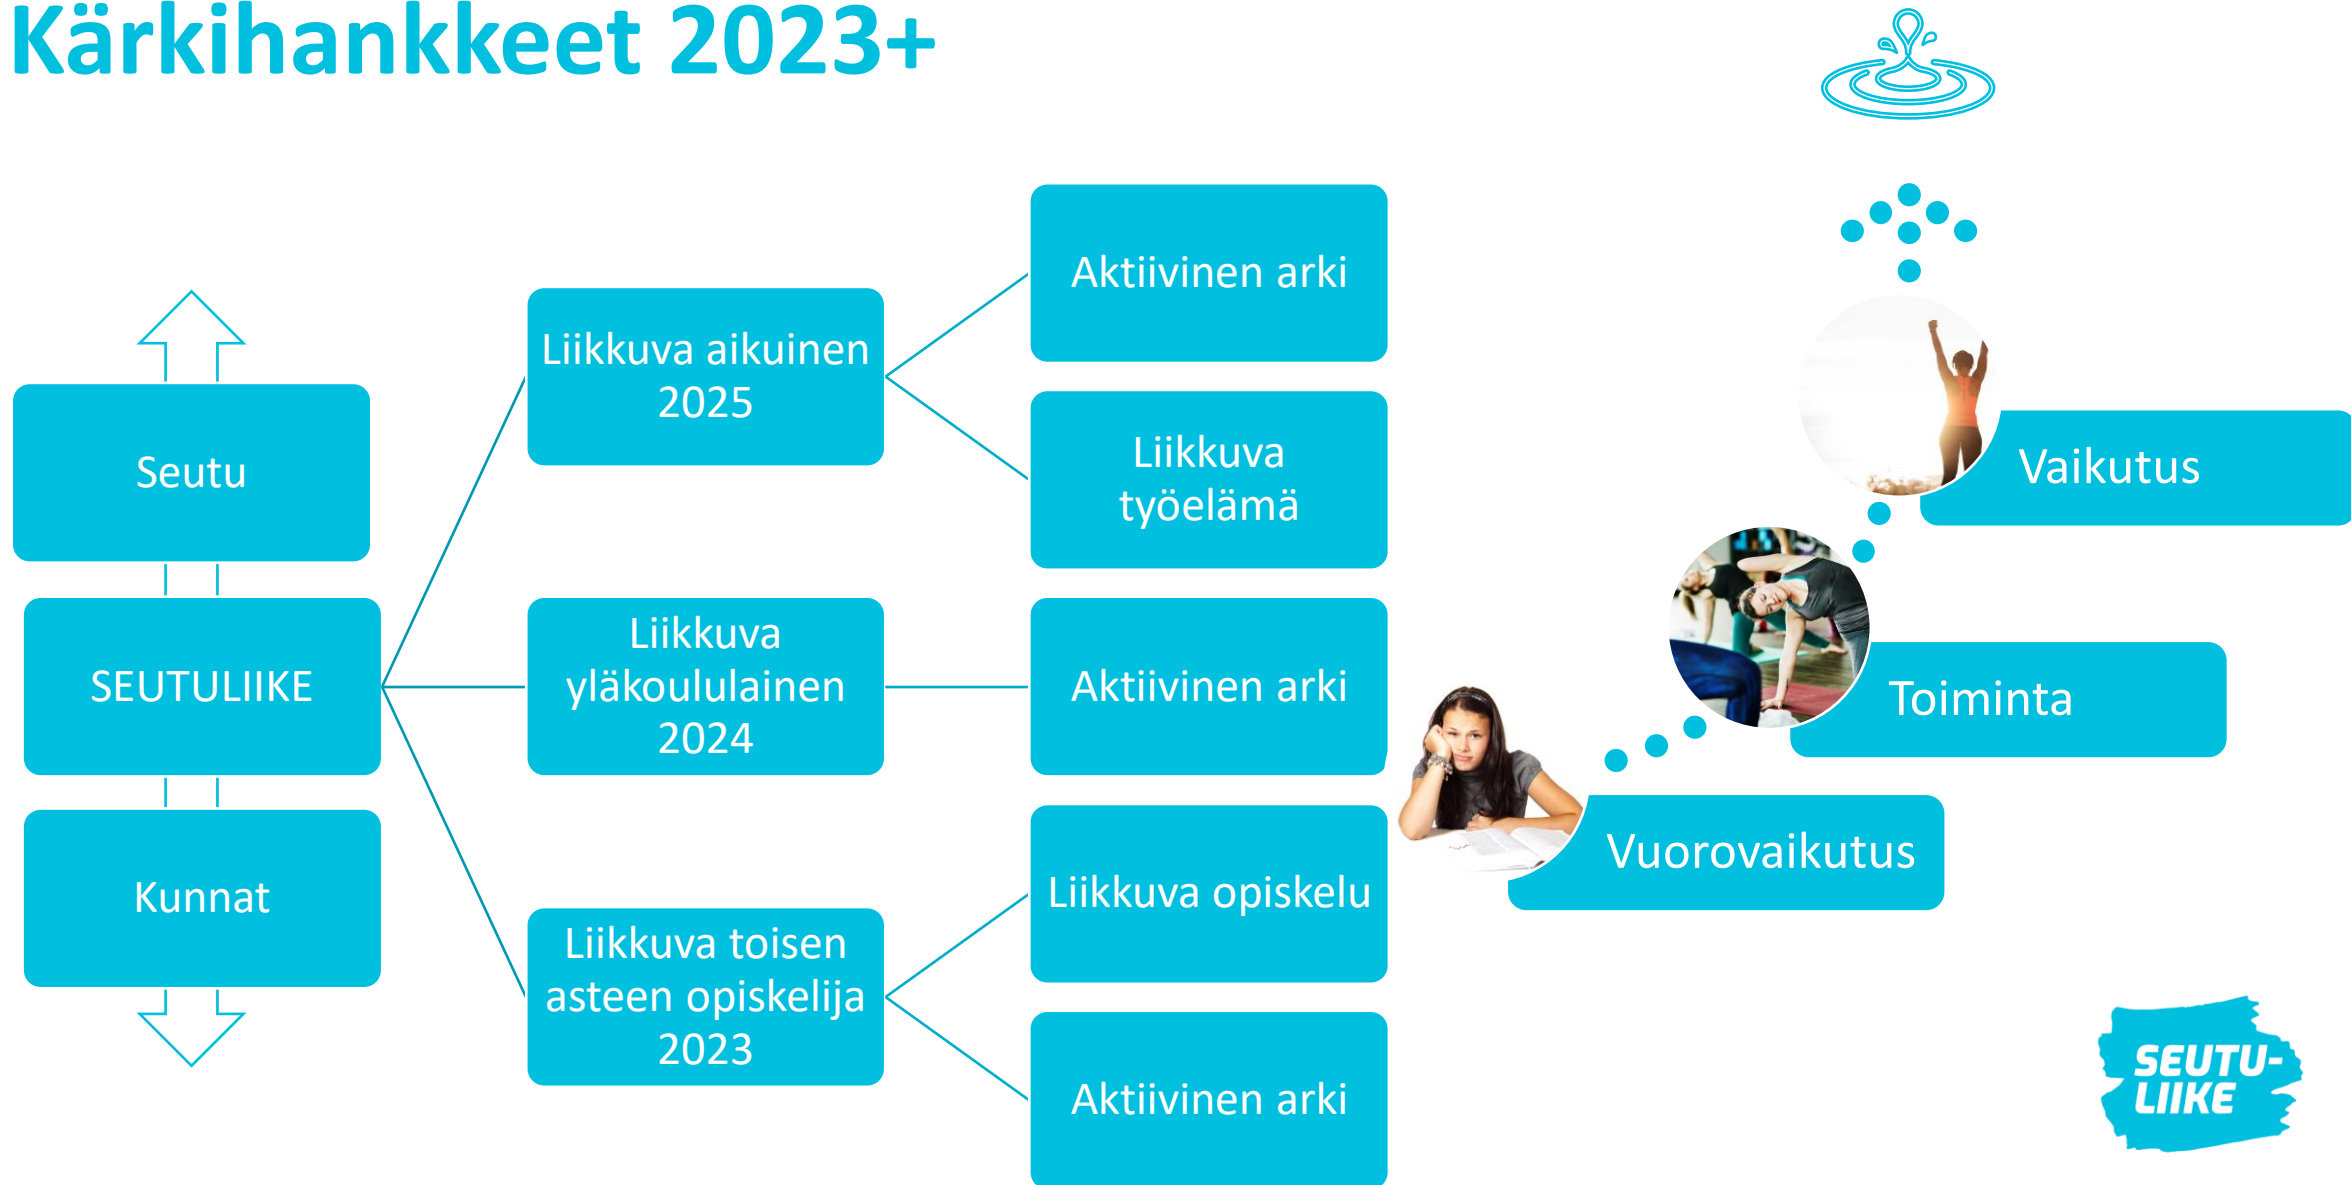 Kärkihankkeet 2023+
Seutu
SEUTULIIKE
Kunnat
Liikkuva aikuinen
2025
Liikkuva
yläkoululainen
2024
Liikkuva toisen
asteen opiskelija
2023
Aktiivinen arki
Liikkuva
työelämä
Aktiivinen arki
Liikkuva opiskelu
Aktiivinen arki
Vaikutus
Toiminta
Vuorovaikutus
SEUTU-
LIIKE